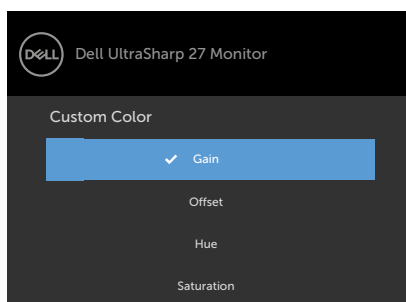 DELL
Dell UltraSharp 27 Monitor
Custom Color
Gain
Offset
Hue
Saturation